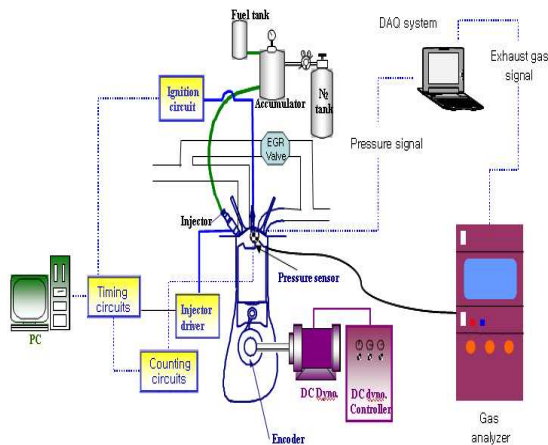 Fuel tank
DAQ system
Exhaust gas
signal
Ignition
circuit
Accumulator
N₂
tank
EGR
Valve
Pressure signal
Injector
Pressure sensor
PC
Timing
circuits
Injector
driver
Counting
circuits
DC Dyno.
DC dyno.
Controller
Encoder
Gas
analyzer